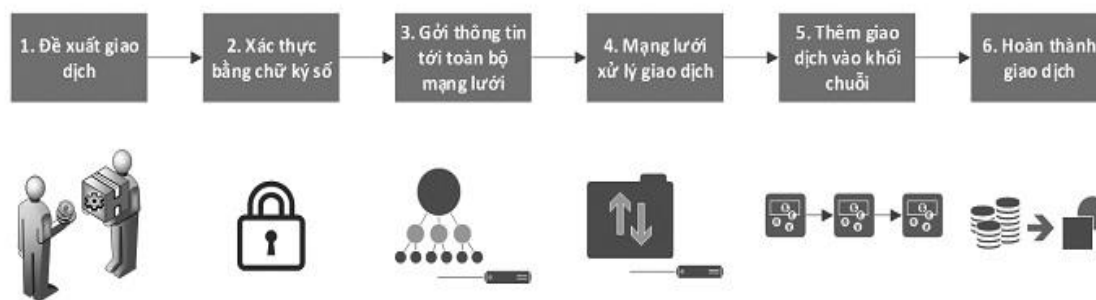 1. Đề xuất giao
dịch
2. Xác thực
bằng chữ ký số
3. Gởi thông tin
tới toàn bộ
mạng lưới
4. Mạng lưới
xử lý giao dịch
5. Thêm giao
dịch vào khối
chuỗi
6. Hoàn thành
giao dịch